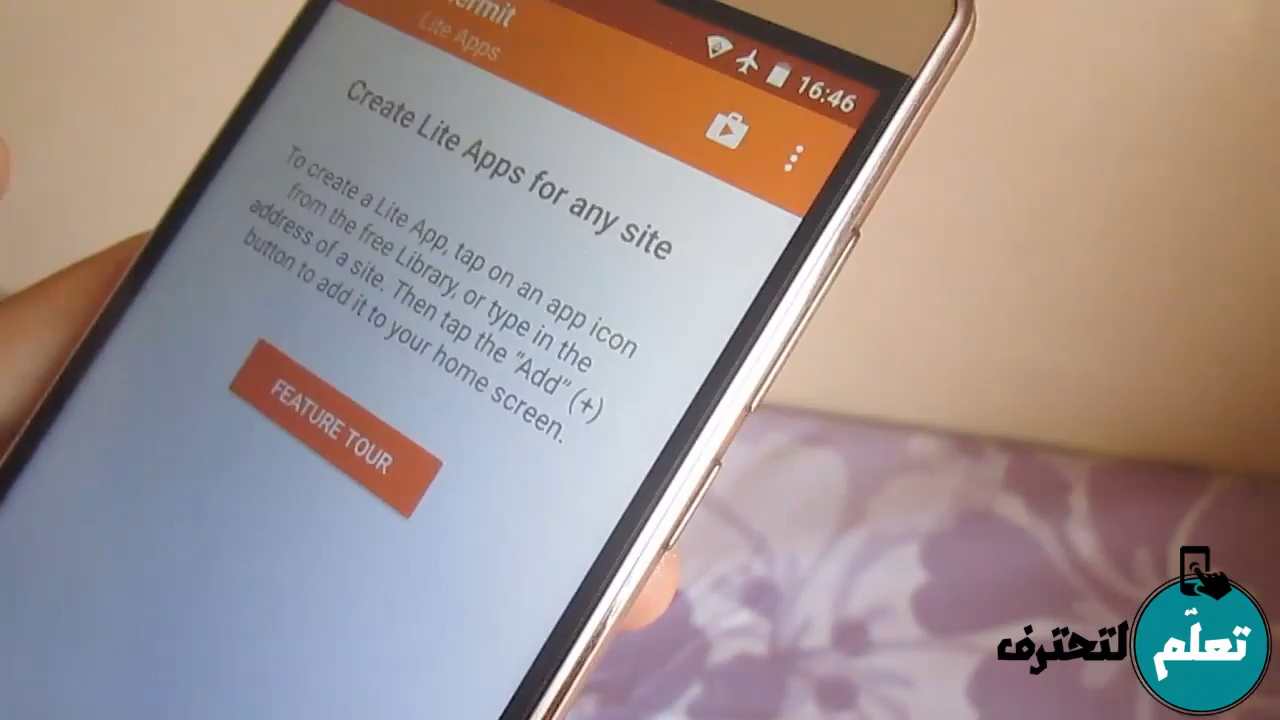 16:46
Lite Apps
Create Lite Apps for any site
To create a Lite App, tap on an app icon
from the free Library, or type in the
address of a site. Then tap the "Add" (+)
button to add it to your home screen.
FEATURE TOUR
تعلّم لتحترف